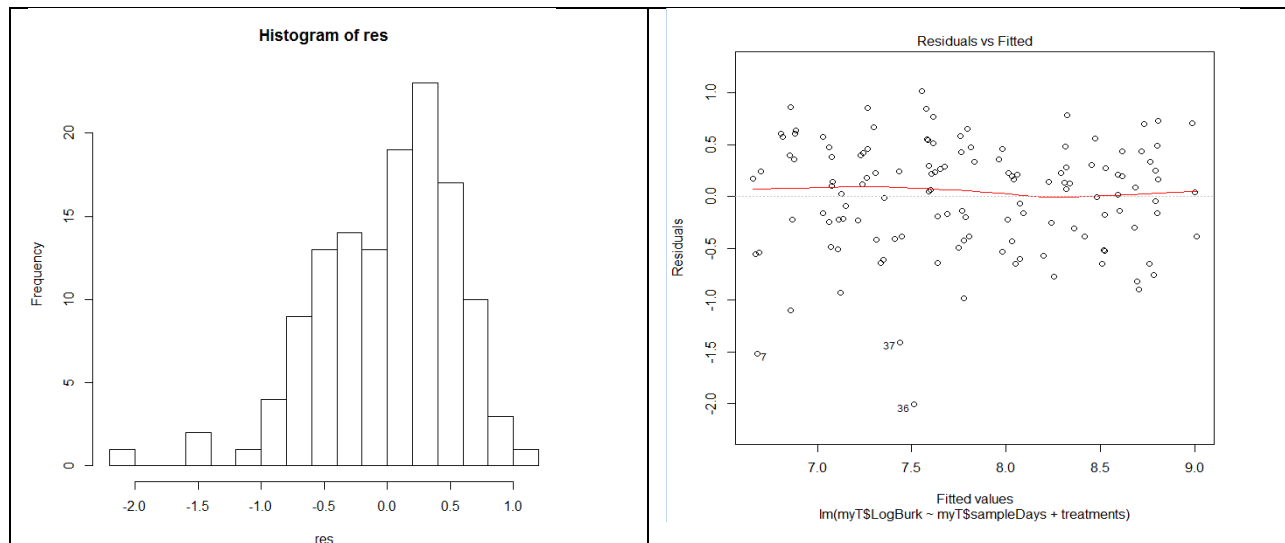 Histogram of res
Frequency
0
5
10
15
20
-2.0 -1.5 -1.0 -0.5 0.0 0.5 1.0
res
Residuals vs Fitted
Residuals
1.0
0.5
0.0
-0.5
-1.0
-1.5
-2.0
7
37
36
7.0 7.5 8.0 8.5 9.0
Fitted values
lm(myT$LogBurk ~ myT$sampleDays + treatments)